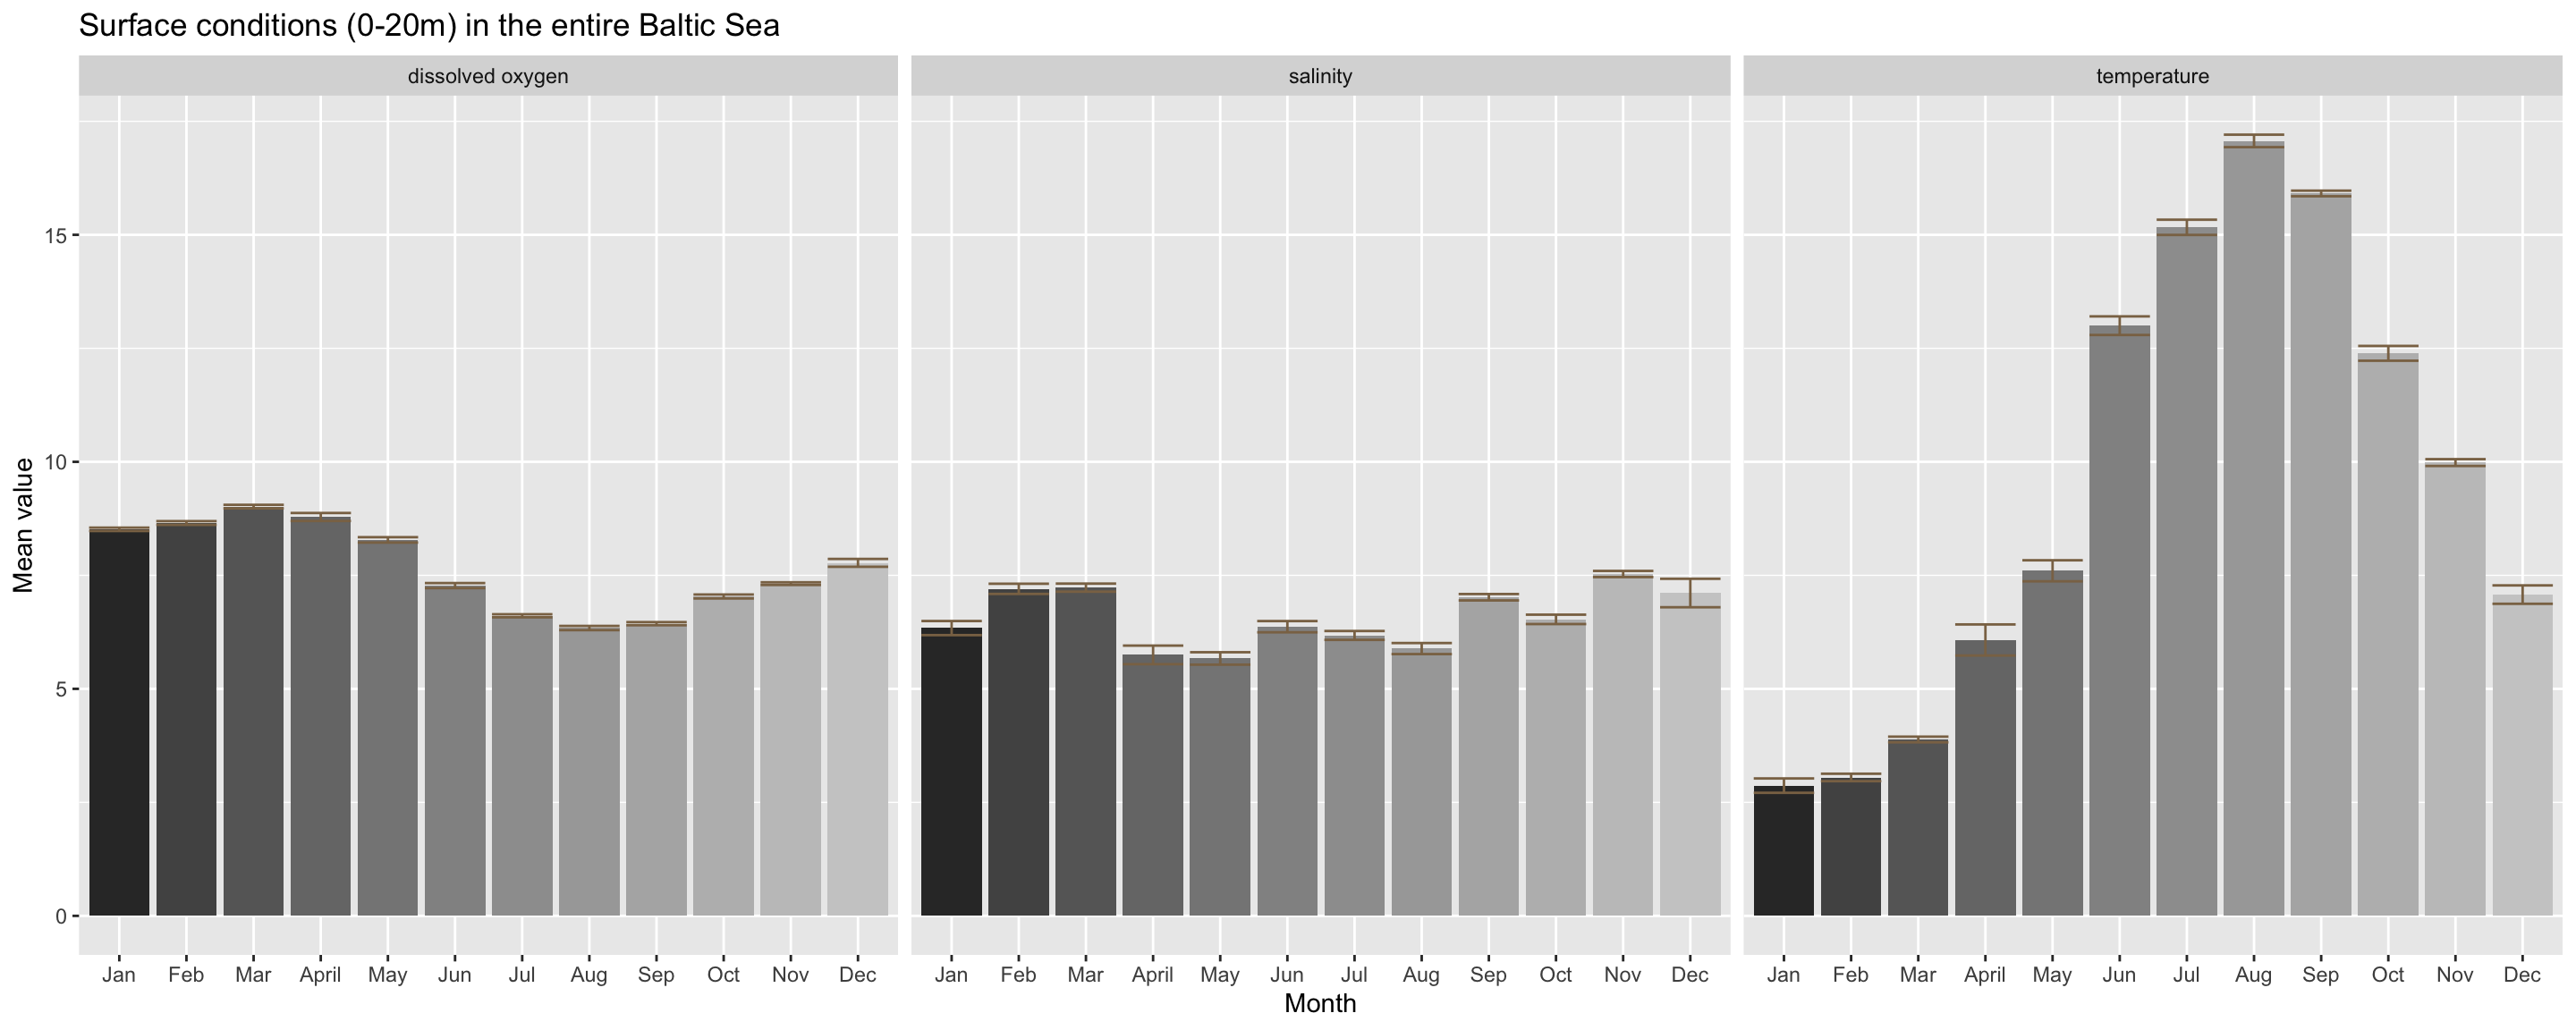 Surface conditions (0-20m) in the entire Baltic Sea
dissolved oxygen salinity temperature
Mean value
15
10
5
0
Jan Feb Mar April May Jun Jul Aug Sep Oct Nov Dec Jan Feb Mar April May Jun Jul Aug Sep Oct Nov Dec Jan Feb Mar April May Jun Jul Aug Sep Oct Nov Dec
Month